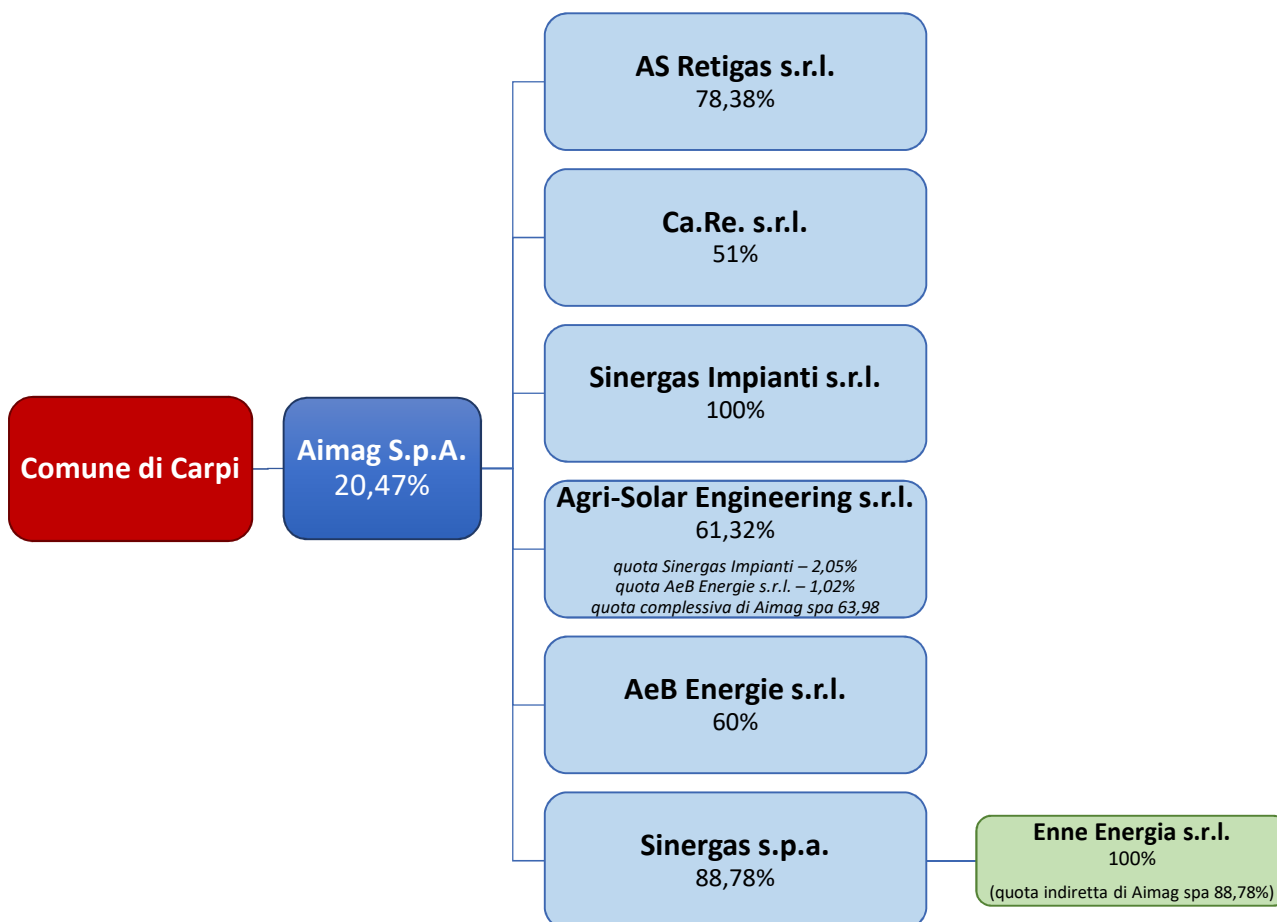 Comune di Carpi
Aimag S.p.A.
20,47%
AS Retigas s.r.l.
78,38%
Ca.Re. s.r.l.
51%
Sinergas Impianti s.r.l.
100%
Agri-Solar Engineering s.r.l.
61,32%
quota Sinergas Impianti – 2,05%
quota AeB Energie s.r.l. – 1,02%
quota complessiva di Aimag spa 63,98
AeB Energie s.r.l.
60%
Sinergas s.p.a.
88,78%
Enne Energia s.r.l.
100%
(quota indiretta di Aimag spa 88,78%)